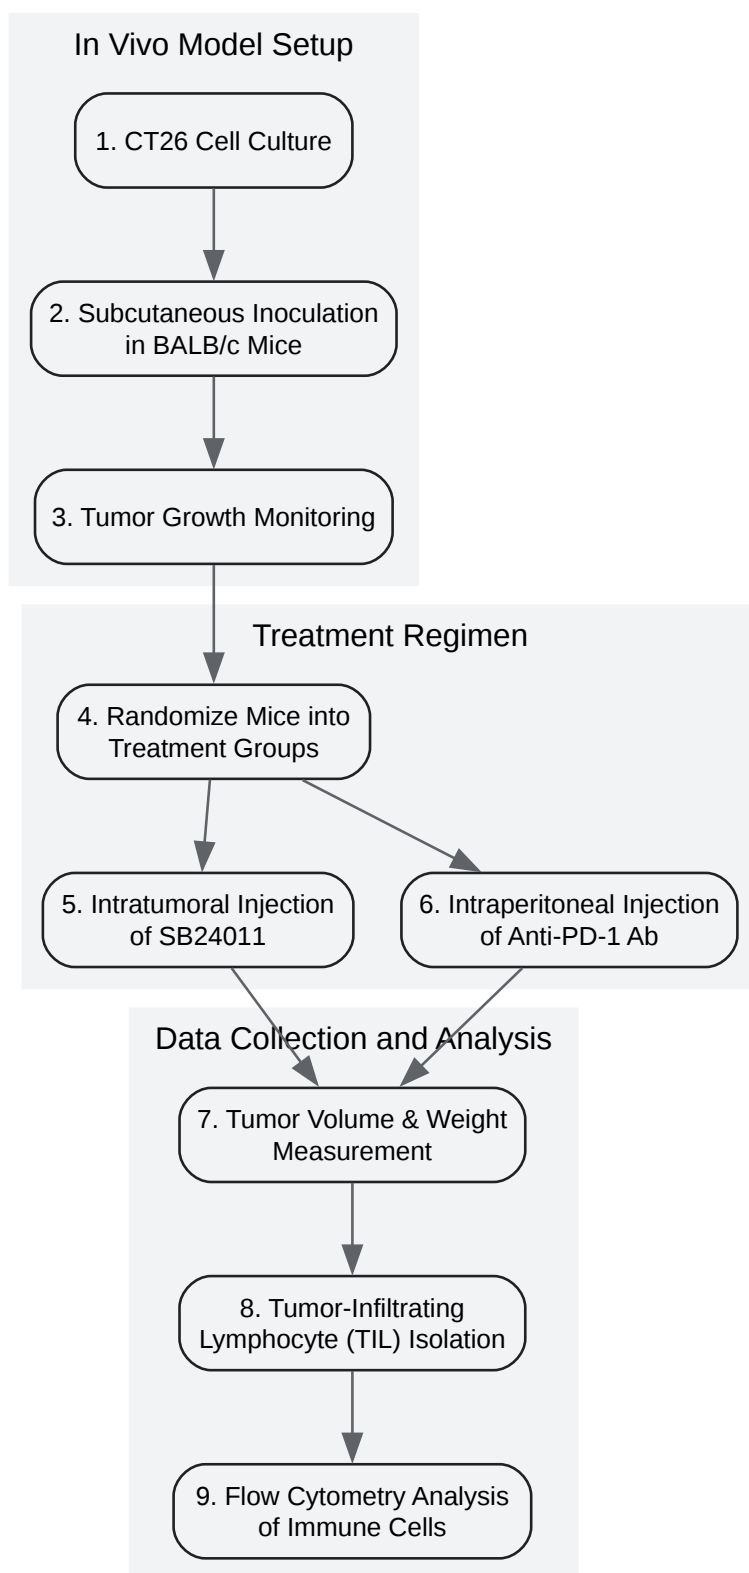 In Vivo Model Setup
1. CT26 Cell Culture
2. Subcutaneous Inoculation
in BALB/c Mice
3. Tumor Growth Monitoring
Treatment Regimen
4. Randomize Mice into
Treatment Groups
5. Intratumoral Injection
of SB24011
6. Intraperitoneal Injection
of Anti-PD-1 Ab
Data Collection and Analysis
7. Tumor Volume & Weight
Measurement
8. Tumor-Infiltrating
Lymphocyte (TIL) Isolation
9. Flow Cytometry Analysis
of Immune Cells